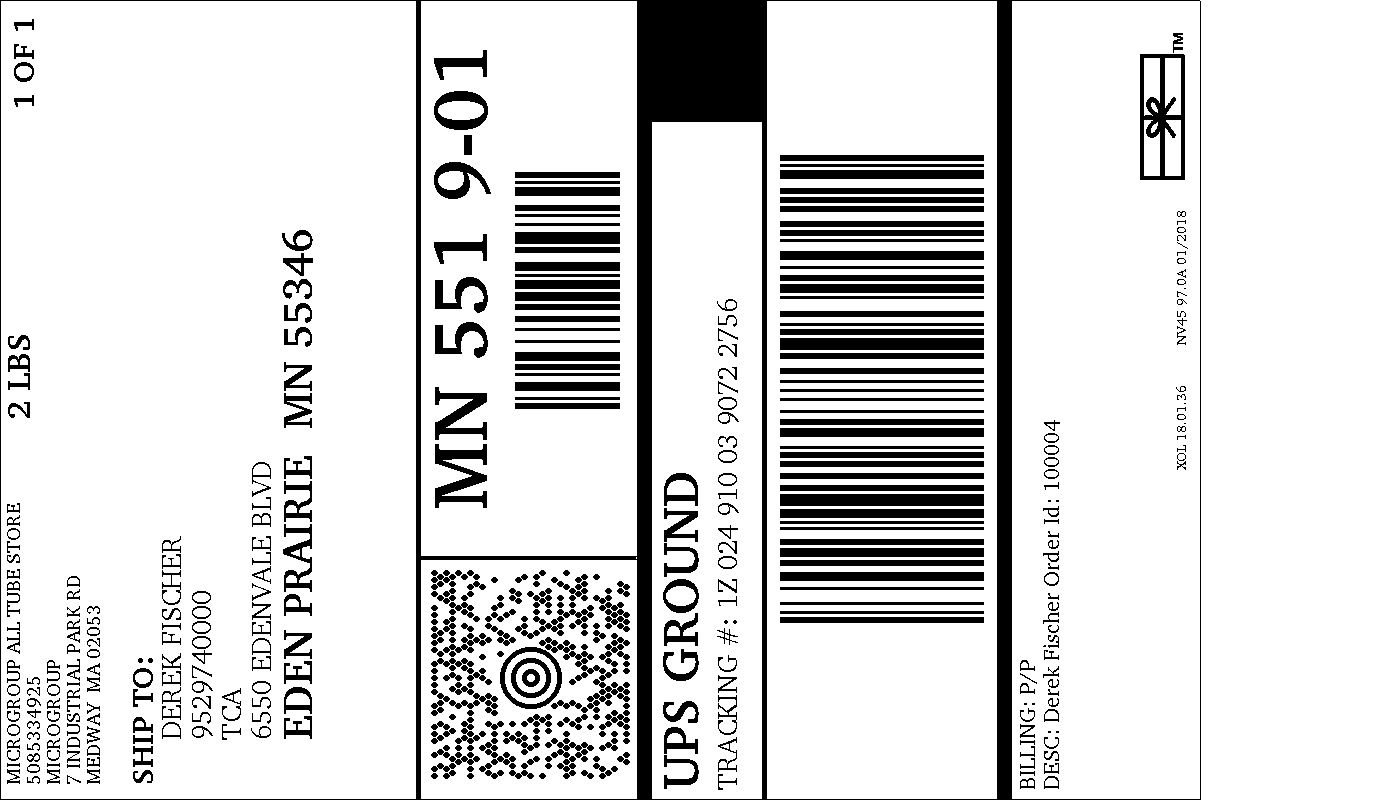 MICROGROUP ALL TUBE STORE
5085334925
MICROGROUP
7 INDUSTRIAL PARK RD
MEDWAY  MA 02053
2 LBS
1 OF 1
SHIP TO:
DEREK FISCHER
9529740000
TCA
6550 EDENVALE BLVD
EDEN PRAIRIE  MN 55346
MN 551 9-01
UPS GROUND
TRACKING #: 1Z 024 910 03 9072 2756
BILLING: P/P
DESC: Derek Fischer Order Id.: 100004
XOL 18.01.36
NV45 97.0A 01/2018
TM